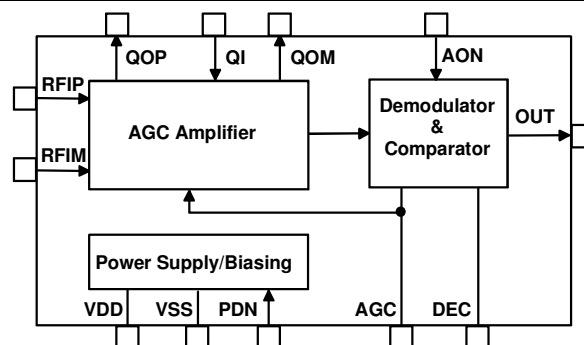 QOP
QI
QOM
AON
RFIP
RFIM
AGC Amplifier
Demodulator
&
Comparator
OUT
Power Supply/Biasing
VDD
VSS
PDN
AGC
DEC